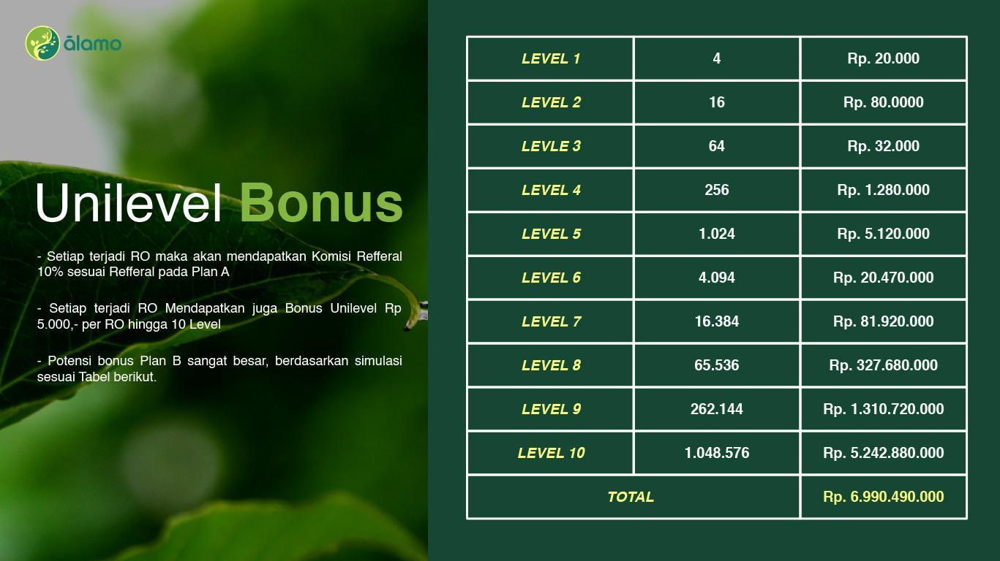 ālamo
Unilevel Bonus
- Setiap terjadi RO maka akan mendapatkan Komisi Refferal
10% sesuai Refferal pada Plan A
- Setiap terjadi RO Mendapatkan juga Bonus Unilevel Rp
5.000,- per RO hingga 10 Level
- Potensi bonus Plan B sangat besar, berdasarkan simulasi
sesuai Tabel berikut.
LEVEL 1 4 Rp. 20.000
LEVEL 2 16 Rp. 80.0000
LEVLE 3 64 Rp. 32.000
LEVEL 4 256 Rp. 1.280.000
LEVEL 5 1.024 Rp. 5.120.000
LEVEL 6 4.094 Rp. 20.470.000
LEVEL 7 16.384 Rp. 81.920.000
LEVEL 8 65.536 Rp. 327.680.000
LEVEL 9 262.144 Rp. 1.310.720.000
LEVEL 10 1.048.576 Rp. 5.242.880.000
TOTAL Rp. 6.990.490.000